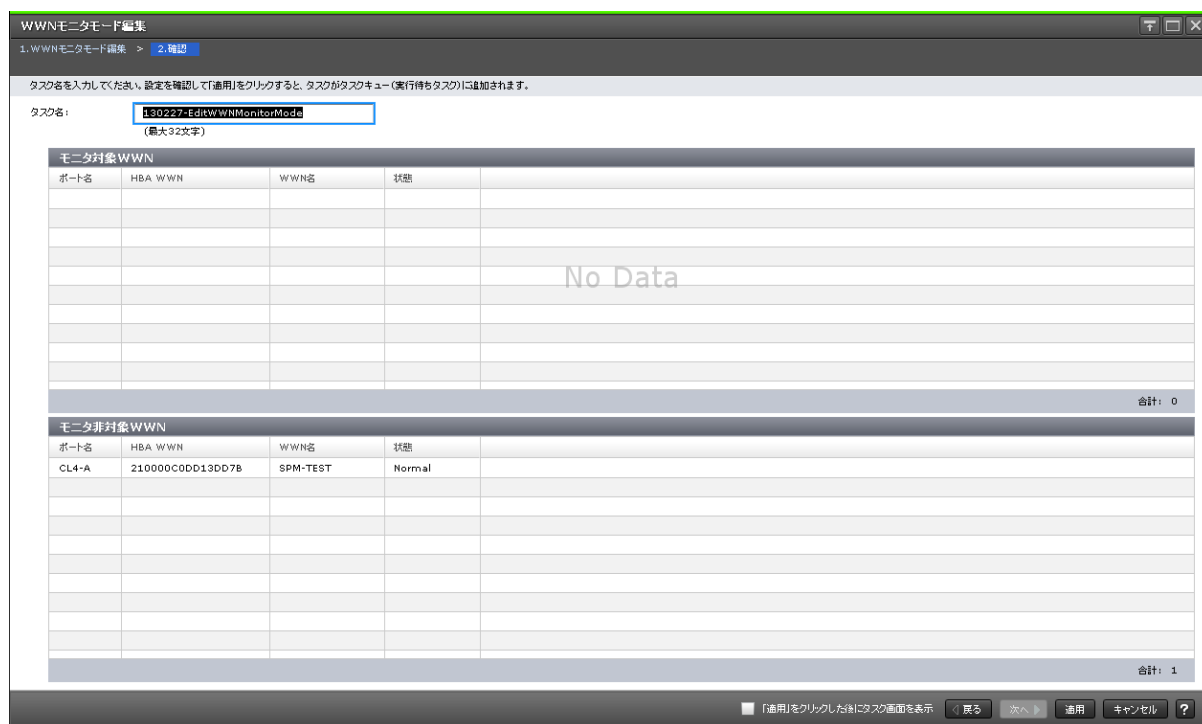 WWNモニタモード編集
1.WWNモニタモード編集 > 2.確認
タスク名を入力してください。設定を確認して「適用」をクリックすると、タスクがタスクキュー(実行待ちタスク)に追加されます。
タスク名: 130227-EditWWNMonitorMode
(最大32文字)
モニタ対象WWN
ポート名 HBA WWN WWN名 状態
No Data
合計: 0
モニタ非対象WWN
ポート名 HBA WWN WWN名 状態
CL4-A 210000C0DD13DD7B SPM-TEST Normal
合計: 1
「適用」をクリックした後にタスク画面を表示 戻る 次へ 適用 キャンセル ?